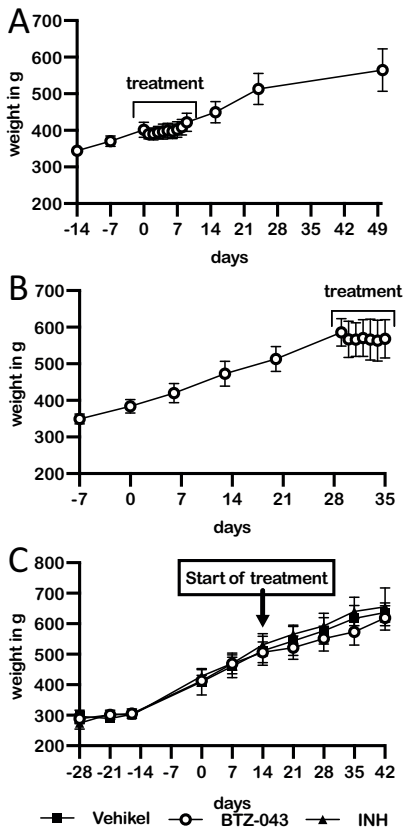 A
weight in g
700
600
500
400
300
200
treatment
-14 -7 0 7 14 21 28 35 42 49
days
B
weight in g
700
600
500
400
300
200
treatment
-7 0 7 14 21 28 35
days
C
weight in g
800
700
600
500
400
300
200
Start of treatment
-28 -21 -14 -7 0 7 14 21 28 35 42
days
Vehikel BTZ-043 INH